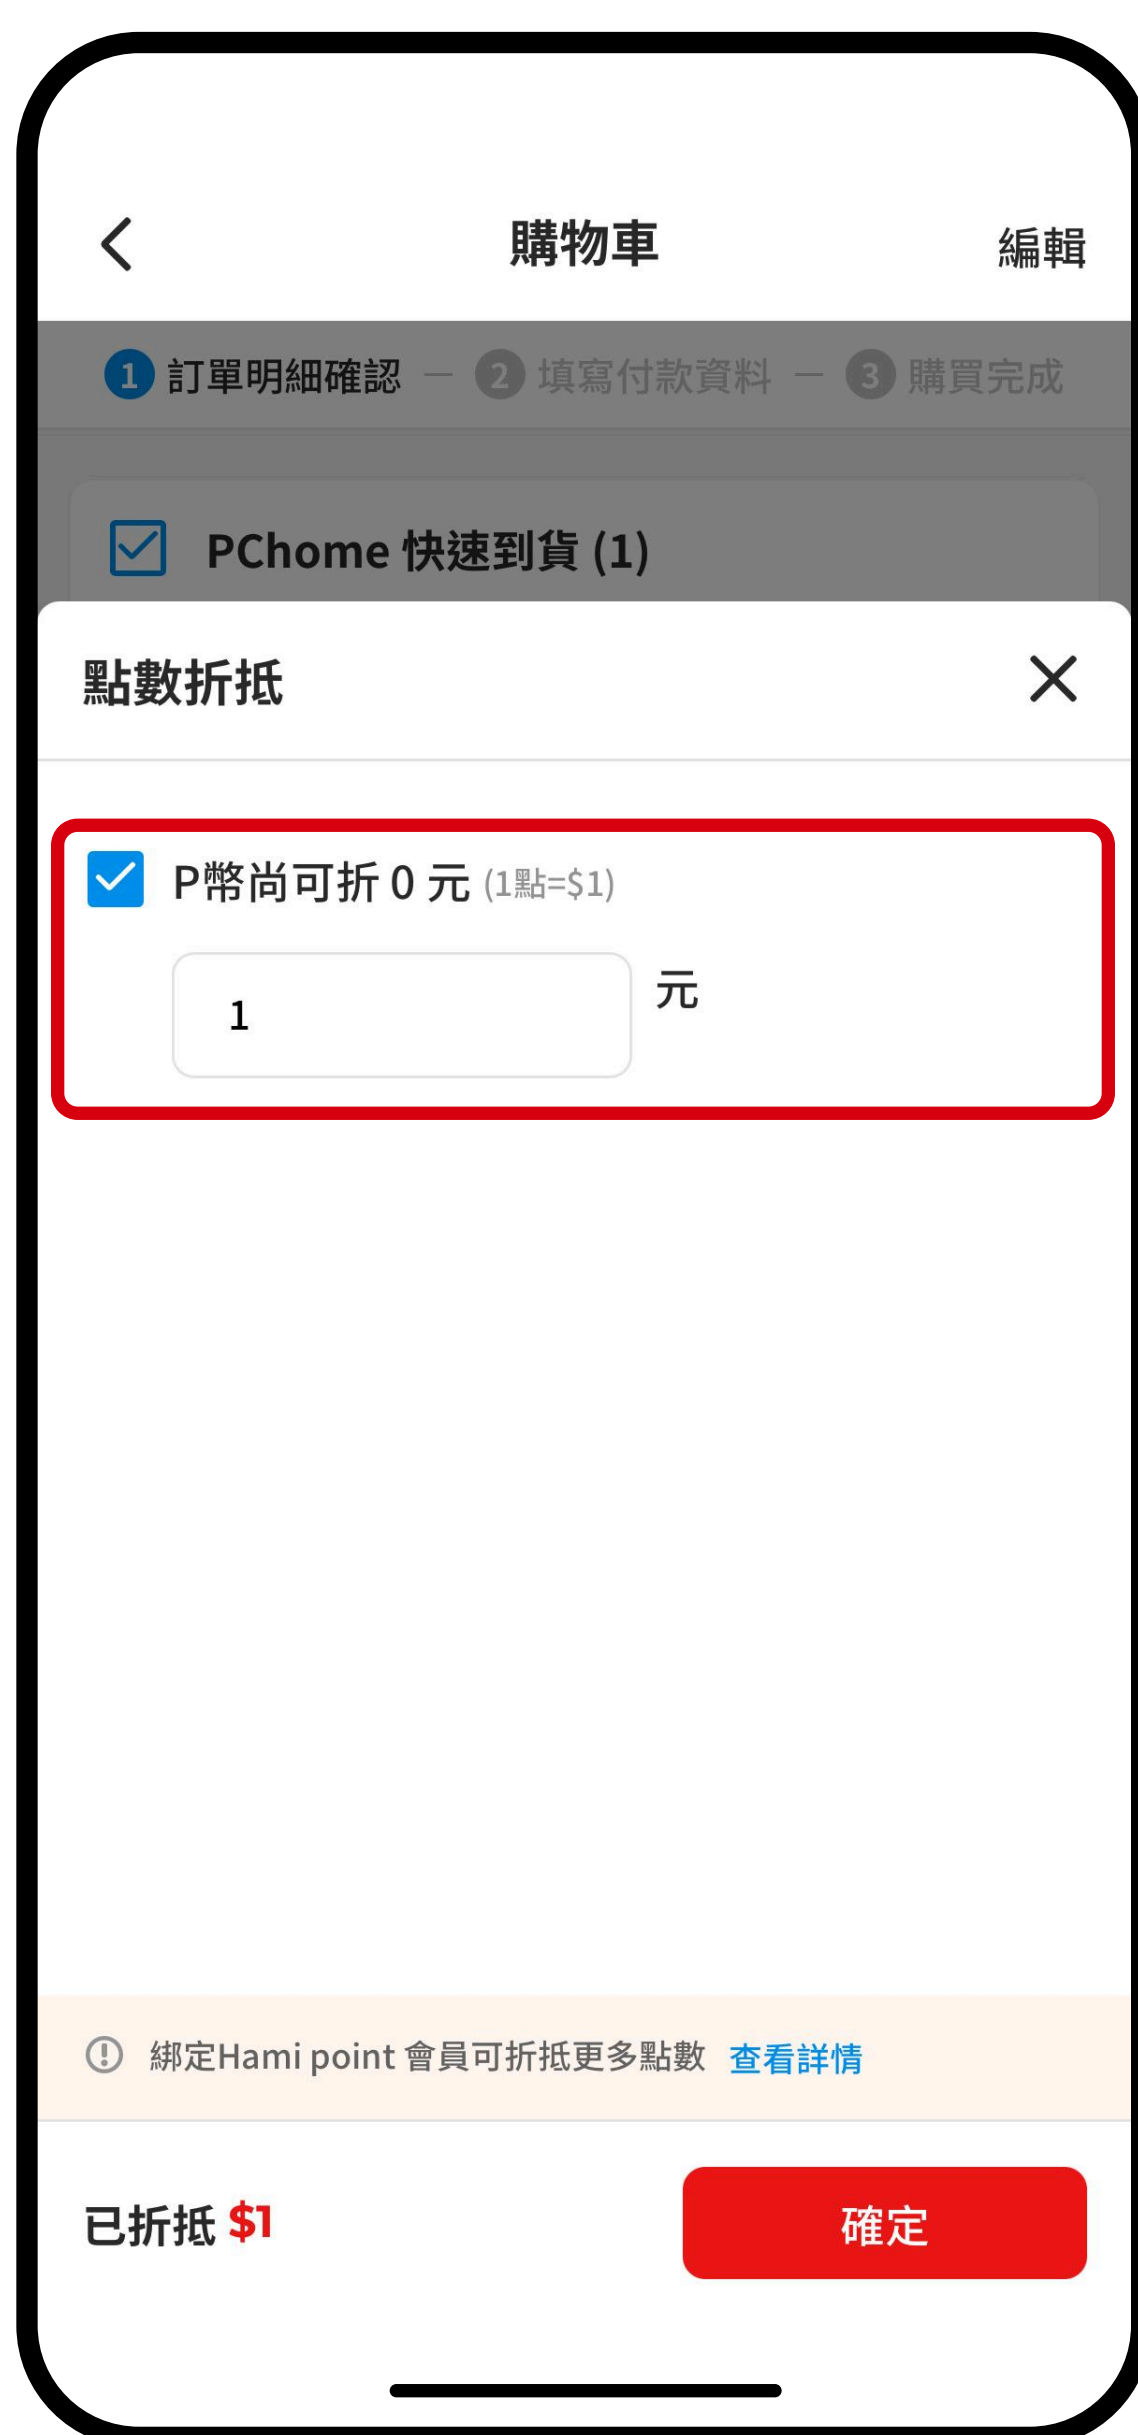 購物車
編輯
1 訂單明細確認 － 2 填寫付款資料 － 3 購買完成
PChome 快速到貨 (1)
點數折抵
P幣尚可折 0 元 (1點=$1)
1 元
綁定Hami point 會員可折抵更多點數 查看詳情
已折抵 $1
確定